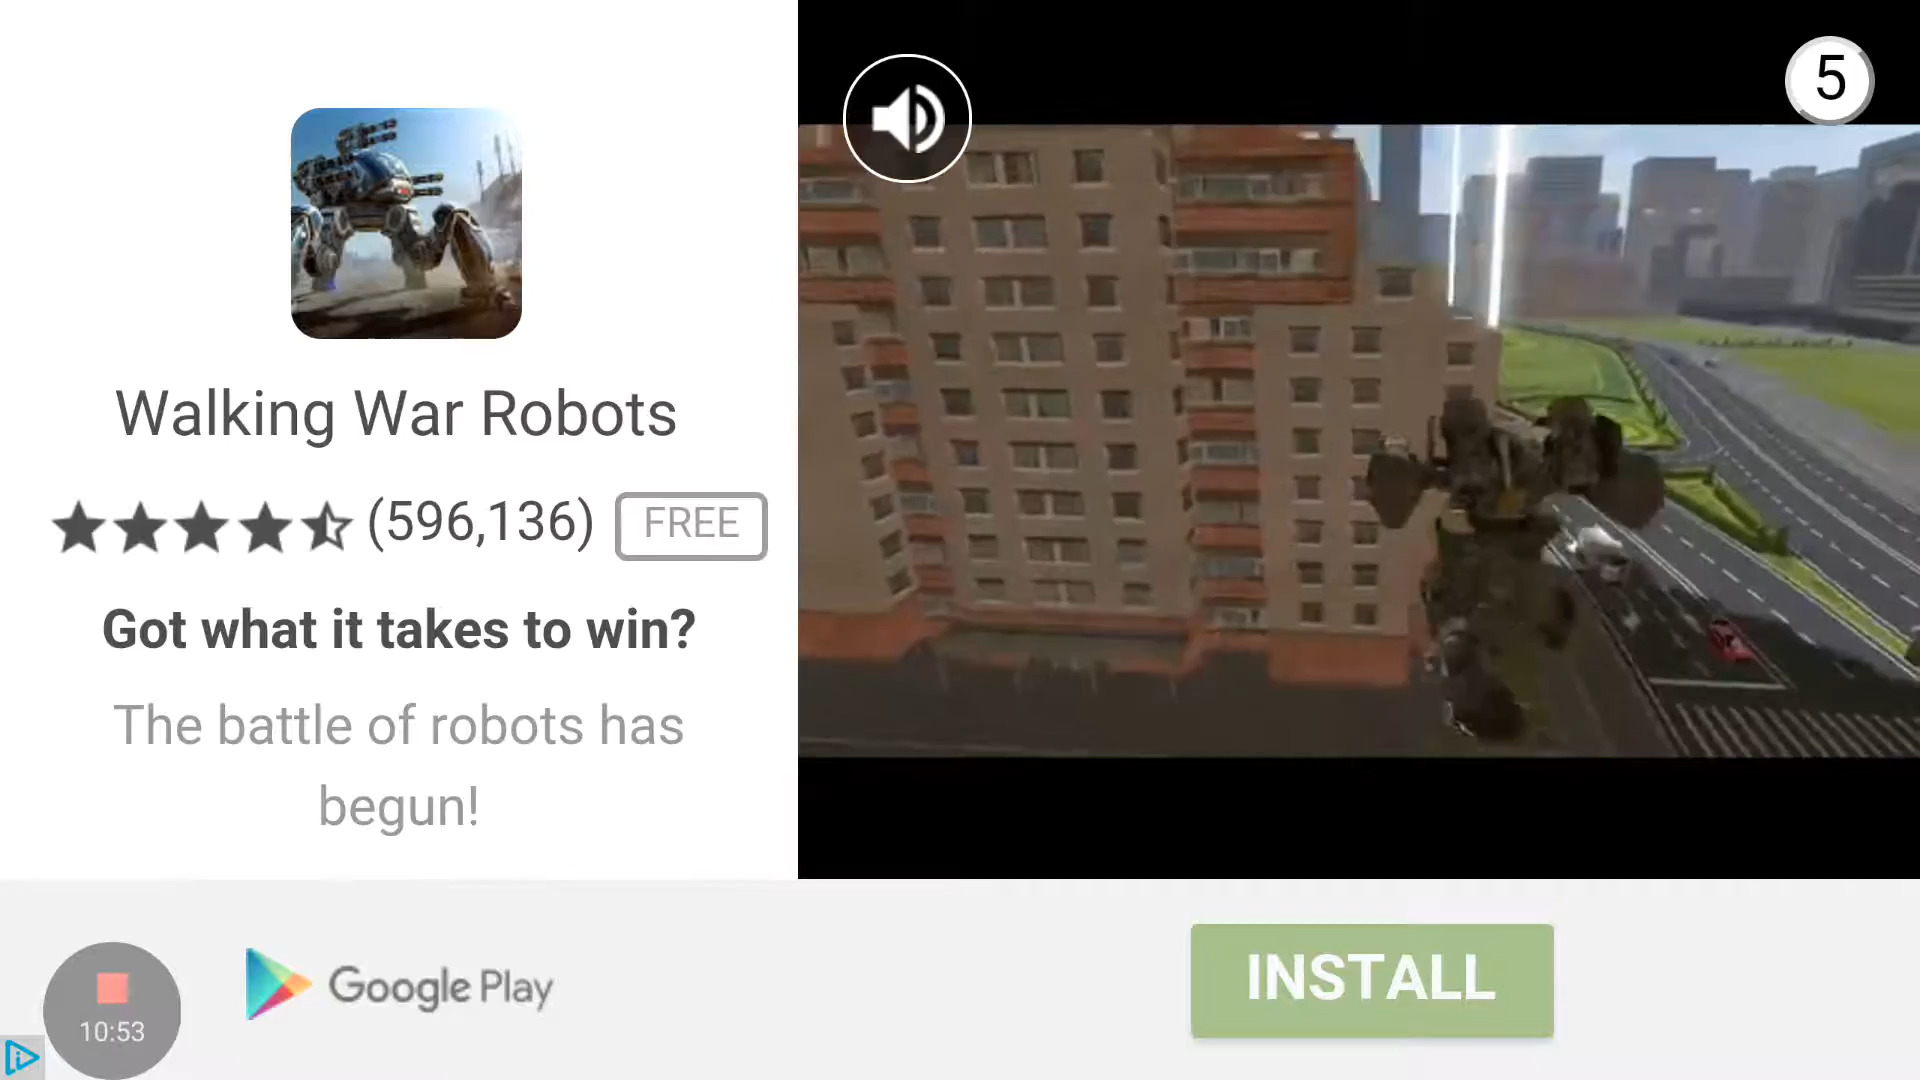 5
Walking War Robots
(596,136) FREE
Got what it takes to win?
The battle of robots has
begun!
10:53
Google Play
INSTALL